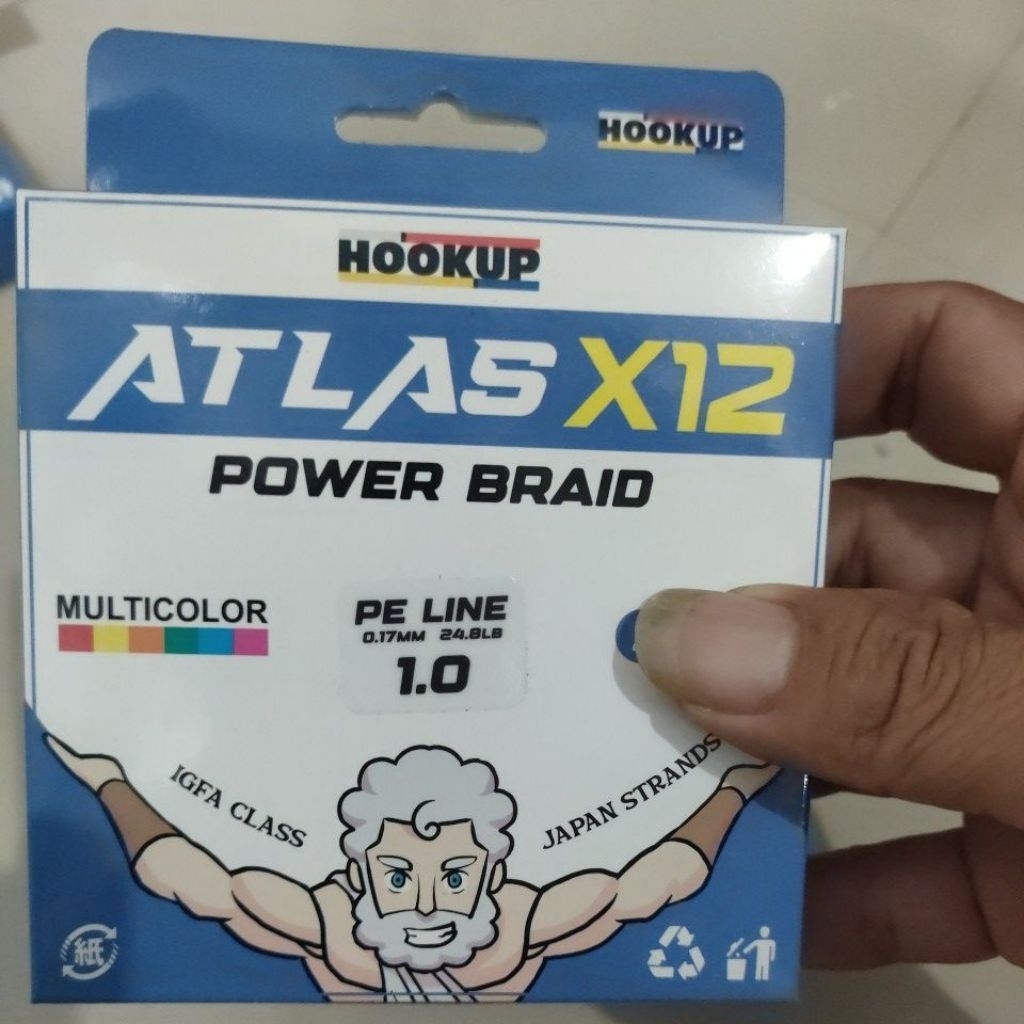 HOOKUP
HOOKUP
ATLAS X12
POWER BRAID
MULTICOLOR
PE LINE
0.17MM 24.8LB
1.0
IGFA CLASS
JAPAN STRANDS
紙